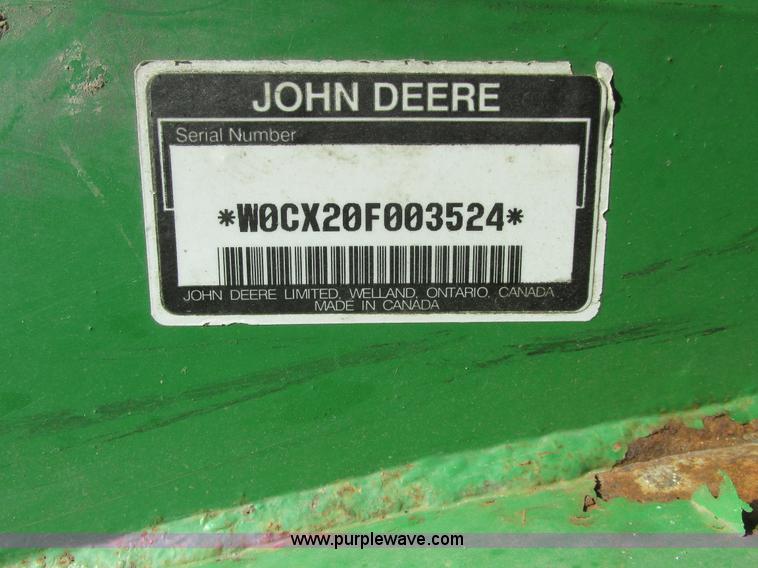 JOHN DEERE
Serial Number
*W0CX20F003524*
JOHN DEERE LIMITED, WELLAND, ONTARIO, CANADA
MADE IN CANADA
www.purplewave.com